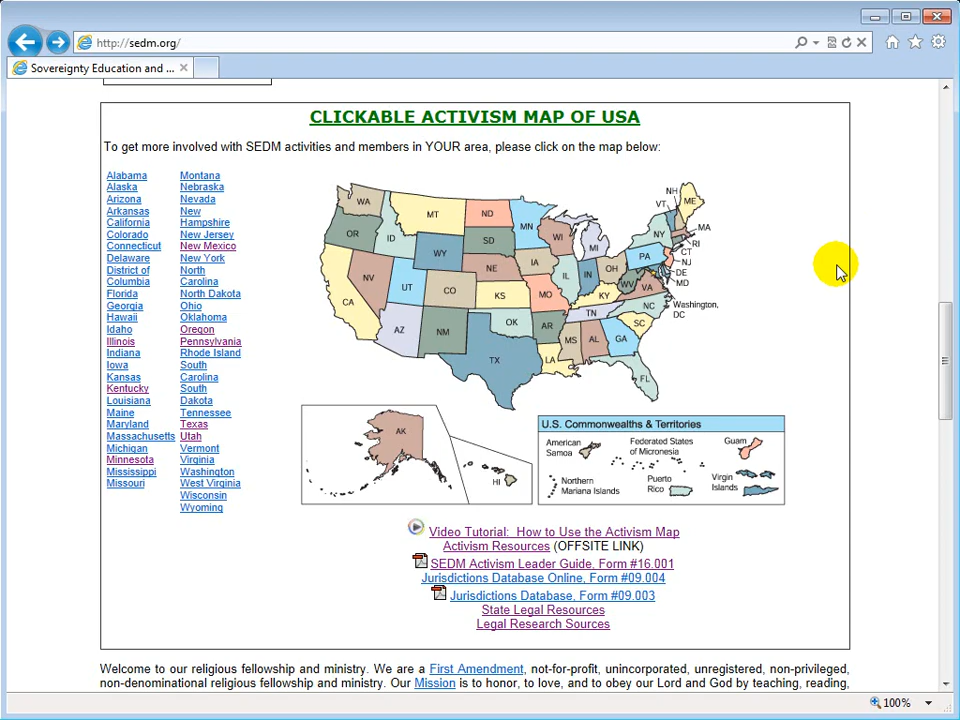 http://sedm.org/
Sovereignty Education and ...
CLICKABLE ACTIVISM MAP OF USA
To get more involved with SEDM activities and members in YOUR area, please click on the map below:
Alabama
Alaska
Arizona
Arkansas
California
Colorado
Connecticut
Delaware
District of
Columbia
Florida
Georgia
Hawaii
Idaho
Illinois
Indiana
Iowa
Kansas
Kentucky
Louisiana
Maine
Maryland
Massachusetts
Michigan
Minnesota
Mississippi
Missouri
Montana
Nebraska
Nevada
New
Hampshire
New Jersey
New Mexico
New York
North
Carolina
North Dakota
Ohio
Oklahoma
Oregon
Pennsylvania
Rhode Island
South
Carolina
South
Dakota
Tennessee
Texas
Utah
Vermont
Virginia
Washington
West Virginia
Wisconsin
Wyoming
WA
OR
CA
ID
NV
MT
WY
UT
AZ
CO
NM
ND
SD
NE
KS
OK
TX
MN
IA
MO
AR
LA
WI
IL
MI
IN
OH
KY
TN
MS
AL
GA
FL
SC
NC
VA
WV
PA
NY
VT
NH
ME
MA
RI
CT
NJ
DE
MD
Washington,
DC
AK
HI
U.S. Commonwealths & Territories
American
Samoa
Federated States
of Micronesia
Guam
Northern
Mariana Islands
Puerto
Rico
Virgin
Islands
Video Tutorial: How to Use the Activism Map
Activism Resources (OFFSITE LINK)
SEDM Activism Leader Guide, Form #16.001
Jurisdictions Database Online, Form #09.004
Jurisdictions Database, Form #09.003
State Legal Resources
Legal Research Sources
Welcome to our religious fellowship and ministry. We are a First Amendment, not-for-profit, unincorporated, unregistered, non-privileged,
non-denominational religious fellowship and ministry. Our Mission is to honor, to love, and to obey our Lord and God by teaching, reading,
100%